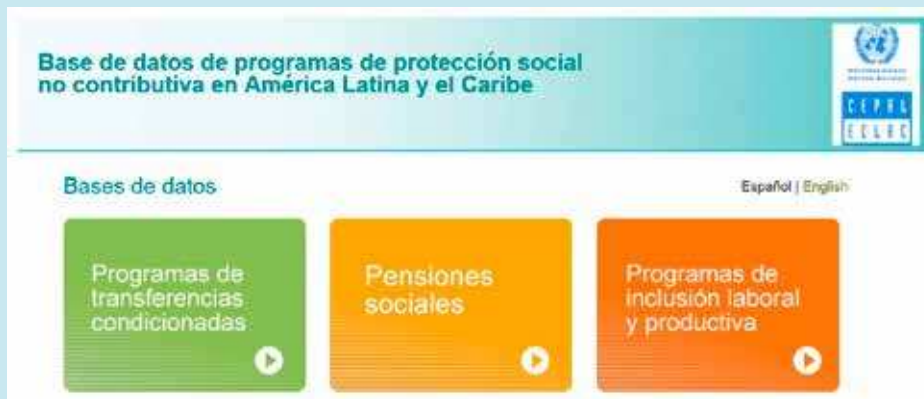 Base de datos de programas de protección social
no contributiva en América Latina y el Caribe
CEPAL
ECLAC
Bases de datos
Español | English
Programas de
transferencias
condicionadas
Pensiones
sociales
Programas de
inclusión laboral
y productiva